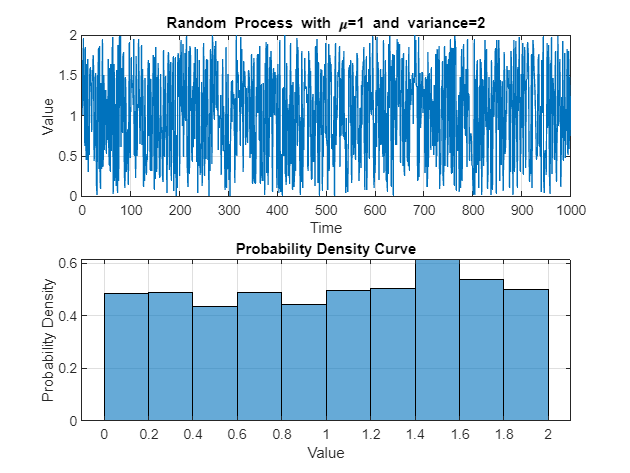 Random Process with μ=1 and variance=2
2
1.5
1
0.5
0
Value
0 100 200 300 400 500 600 700 800 900 1000
Time
Probability Density Curve
0.6
0.4
0.2
0
Probability Density
0 0.2 0.4 0.6 0.8 1 1.2 1.4 1.6 1.8 2
Value